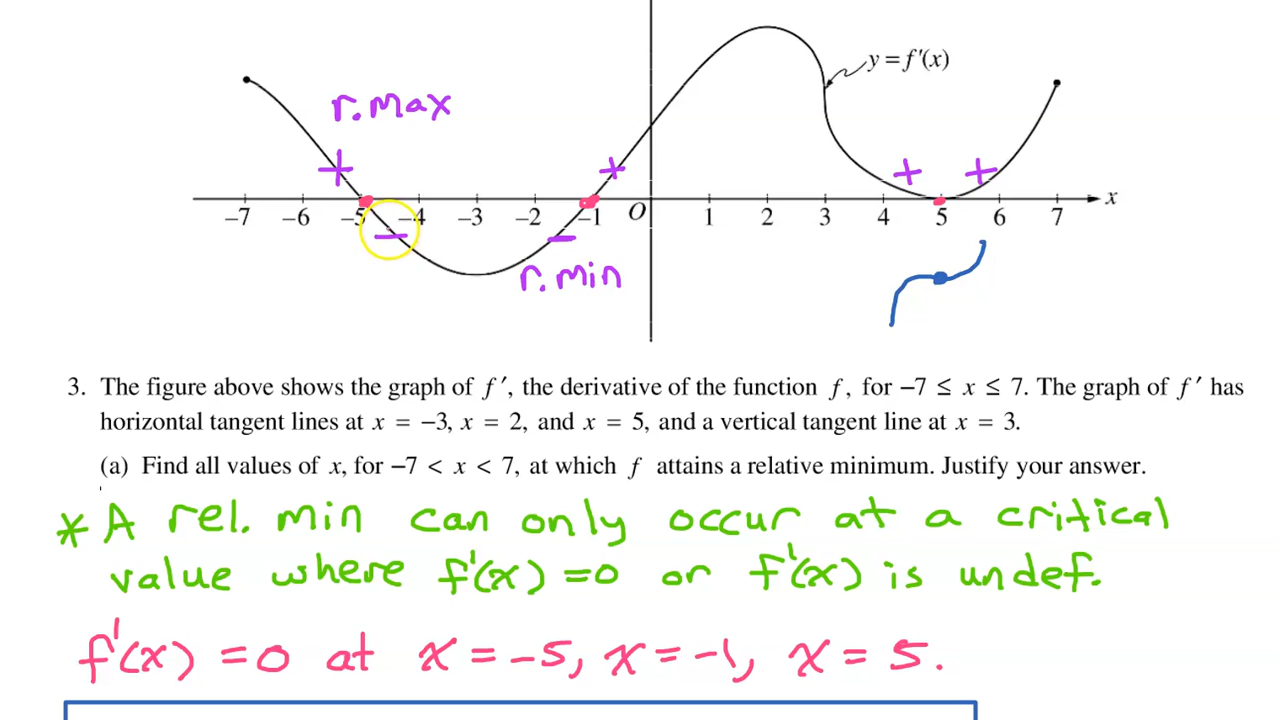 y = f′(x)
r.max
+ + + +
x
–7 –6 –5 –4 –3 –2 –1 O 1 2 3 4 5 6 7
– –
r.min
3. The figure above shows the graph of f′, the derivative of the function f, for –7 ≤ x ≤ 7. The graph of f′ has
horizontal tangent lines at x = –3, x = 2, and x = 5, and a vertical tangent line at x = 3.
(a) Find all values of x, for –7 < x < 7, at which f attains a relative minimum. Justify your answer.
* A rel. min can only occur at a critical
value where f'(x) = 0 or f'(x) is undef.
f'(x) = 0 at x = -5, x = -1, x = 5.